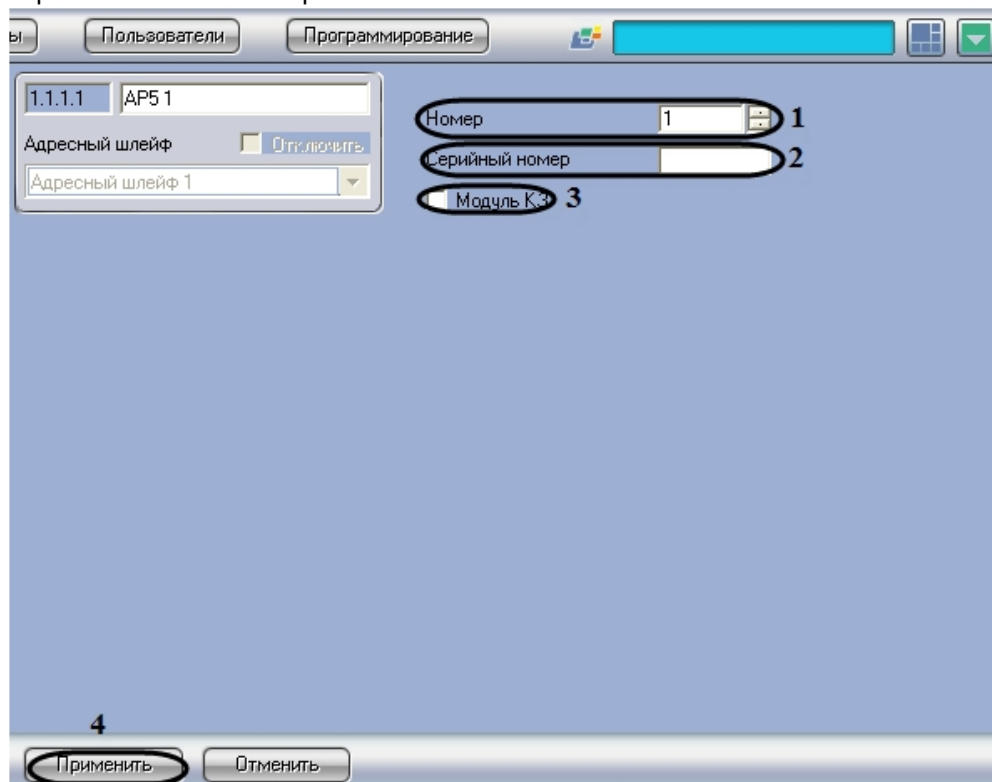 ы Пользователи Программирование
1.1.1.1 АР5 1
Номер 1 1
Адресный шлейф Отключить
Серийный номер 2
Адресный шлейф 1
Модуль КЗ 3
4
Применить Отменить